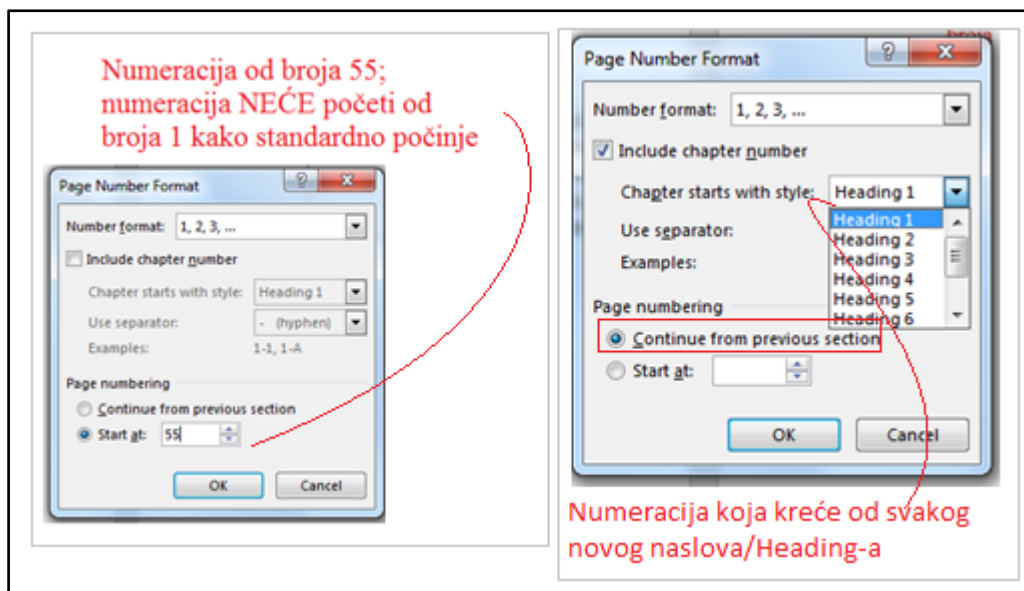 Numeracija od broja 55;
numeracija NEĆE početi od
broja 1 kako standardno počinje
Page Number Format
Number format: 1, 2, 3, ...
Include chapter number
Chapter starts with style: Heading 1
Use separator: - (hyphen)
Examples: 1-1, 1-A
Page numbering
Continue from previous section
Start at: 55
OK Cancel
Page Number Format
Number format: 1, 2, 3, ...
Include chapter number
Chapter starts with style: Heading 1
Heading 1
Use separator:
Heading 2
Heading 3
Examples:
Heading 4
Heading 5
Page numbering
Heading 6
Continue from previous section
Start at:
OK Cancel
Numeracija koja kreće od svakog
novog naslova/Heading-a